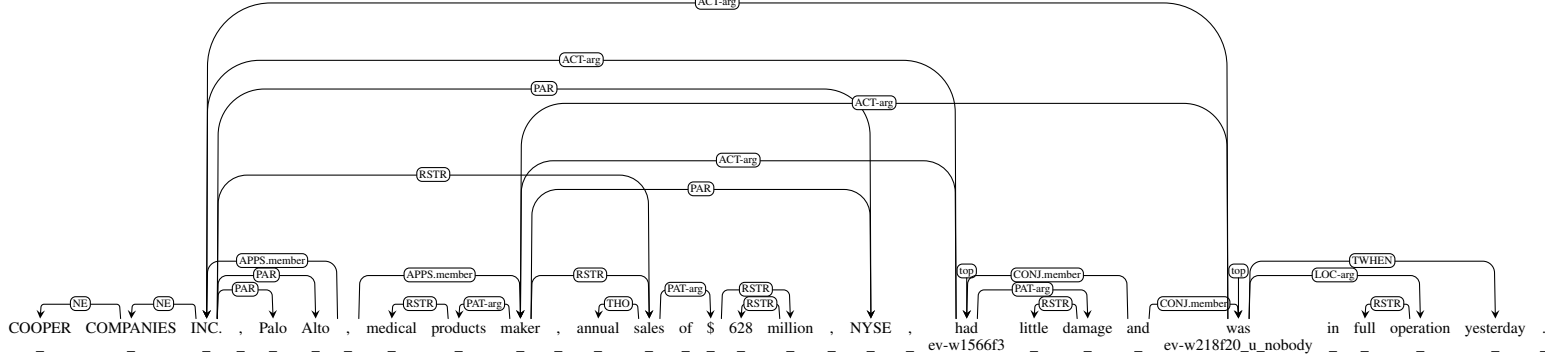 ACT-arg
ACT-arg
PAR
ACT-arg
ACT-arg
RSTR
PAR
APPS.member TWHEN
PAR APPS.member RSTR top CONJ.member top LOC-arg
PAR PAT-arg RSTR PAT-arg
NE NE RSTR PAT-arg THO RSTR RSTR CONJ.member RSTR
COOPER COMPANIES INC. , Palo Alto , medical products maker , annual sales of $ 628 million , NYSE , had little damage and was in full operation yesterday .
_ _ _ _ _ _ _ _ _ _ _ _ _ _ _ _ _ _ _ _ ev-w1566f3 _ _ _ ev-w218f20_u_nobody _ _ _ _ _